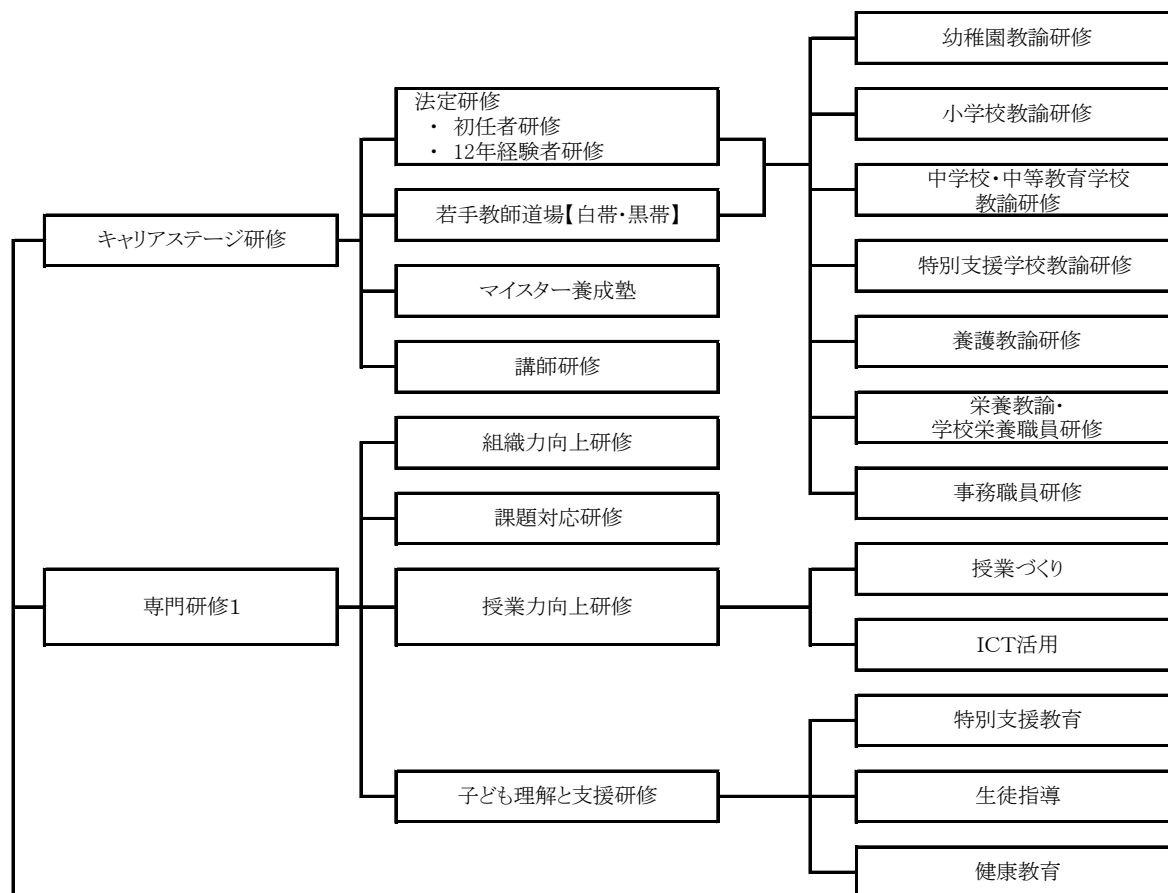 キャリアステージ研修
法定研修
・ 初任者研修
・ 12年経験者研修
若手教師道場【白帯・黒帯】
マイスター養成塾
講師研修
幼稚園教諭研修
小学校教諭研修
中学校・中等教育学校
教諭研修
特別支援学校教諭研修
養護教諭研修
栄養教諭・
学校栄養職員研修
事務職員研修
専門研修1
組織力向上研修
課題対応研修
授業力向上研修
授業づくり
ICT活用
子ども理解と支援研修
特別支援教育
生徒指導
健康教育